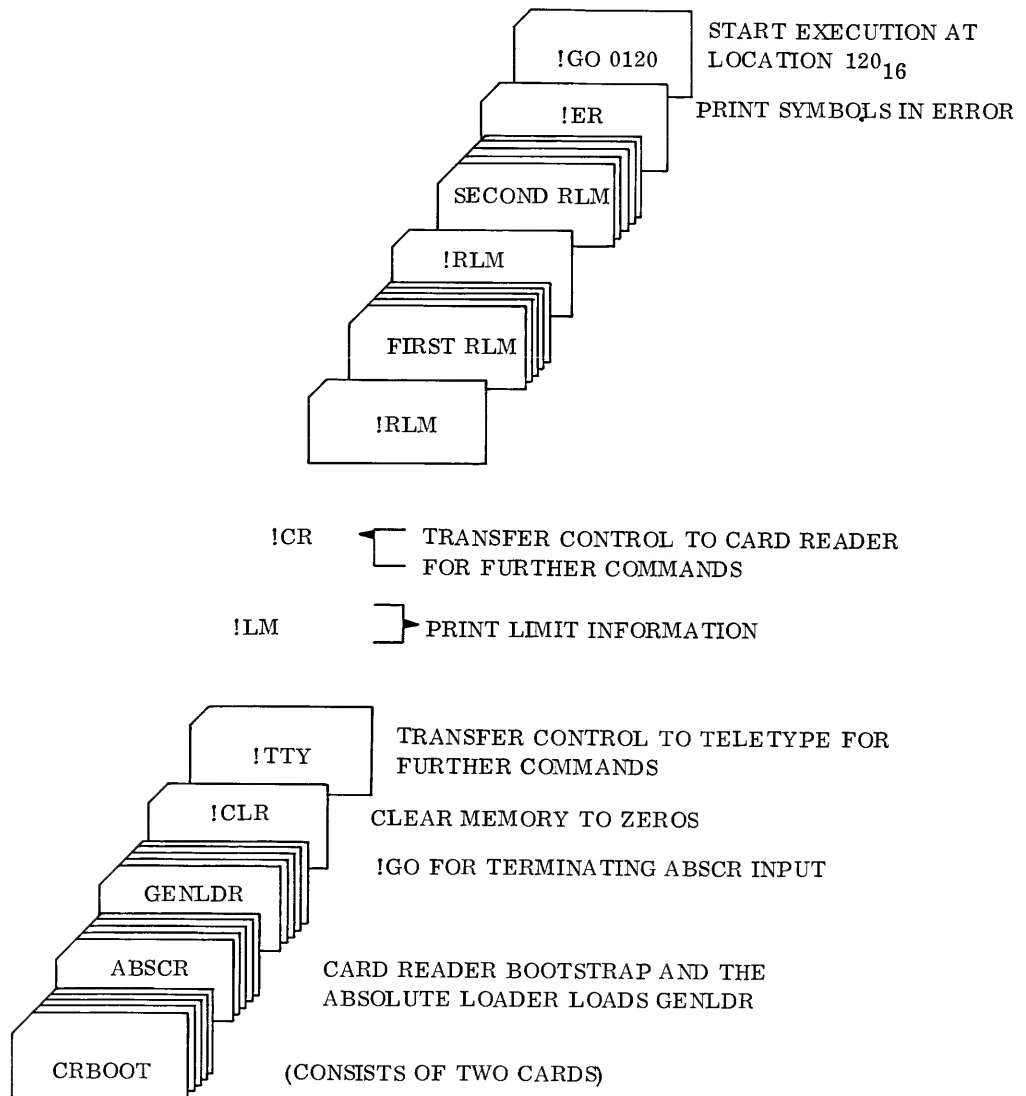 !GO 0120
START EXECUTION AT
LOCATION 120₁₆
!ER
PRINT SYMBOLS IN ERROR
SECOND RLM
!RLM
FIRST RLM
!RLM
!CR
TRANSFER CONTROL TO CARD READER
FOR FURTHER COMMANDS
!LM
PRINT LIMIT INFORMATION
!TTY
TRANSFER CONTROL TO TELETYPE FOR
FURTHER COMMANDS
!CLR
CLEAR MEMORY TO ZEROS
!GO FOR TERMINATING ABSCR INPUT
GENLDR
ABSCR
CARD READER BOOTSTRAP AND THE
ABSOLUTE LOADER LOADS GENLDR
CRBOOT
(CONSISTS OF TWO CARDS)